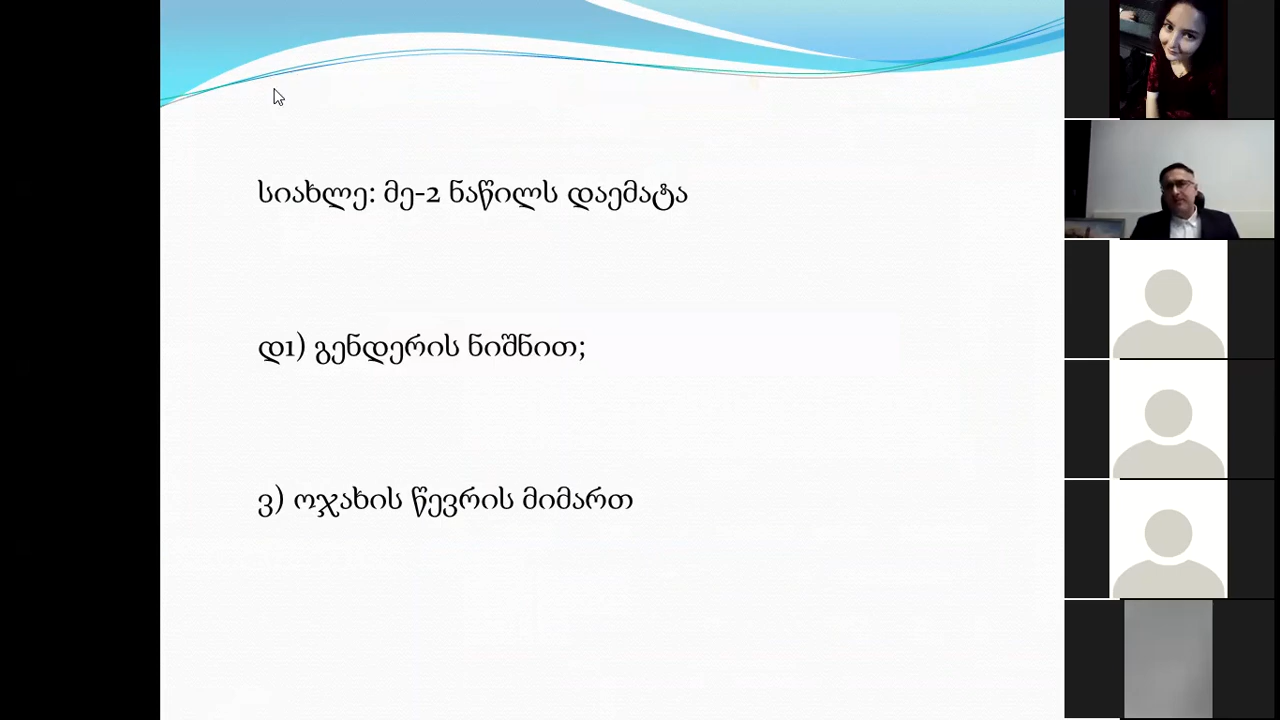 სიახლე: მე-2 ნაწილს დაემატა
დ1) გენდერის ნიშნით;
ვ) ოჯახის წევრის მიმართ